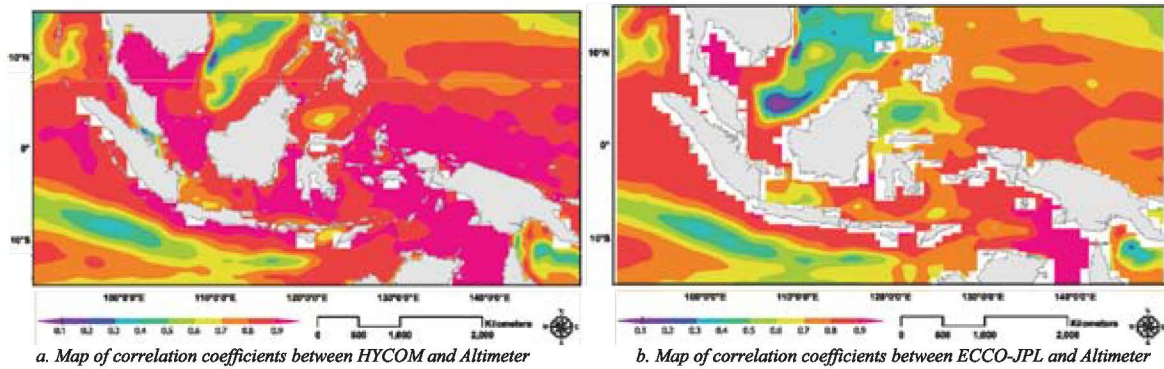 10°N
0°
10°S
100°0'0"E 110°0'0"E 120°0'0"E 130°0'0"E 140°0'0"E
0.1 0.2 0.3 0.4 0.5 0.6 0.7 0.8 0.9
Kilometers
0 500 1,000 2,000
a. Map of correlation coefficients between HYCOM and Altimeter
10°N
0°
10°S
100°0'0"E 110°0'0"E 120°0'0"E 130°0'0"E 140°0'0"E
0.1 0.2 0.3 0.4 0.5 0.6 0.7 0.8 0.9
Kilometers
0 500 1,000 2,000
b. Map of correlation coefficients between ECCO-JPL and Altimeter